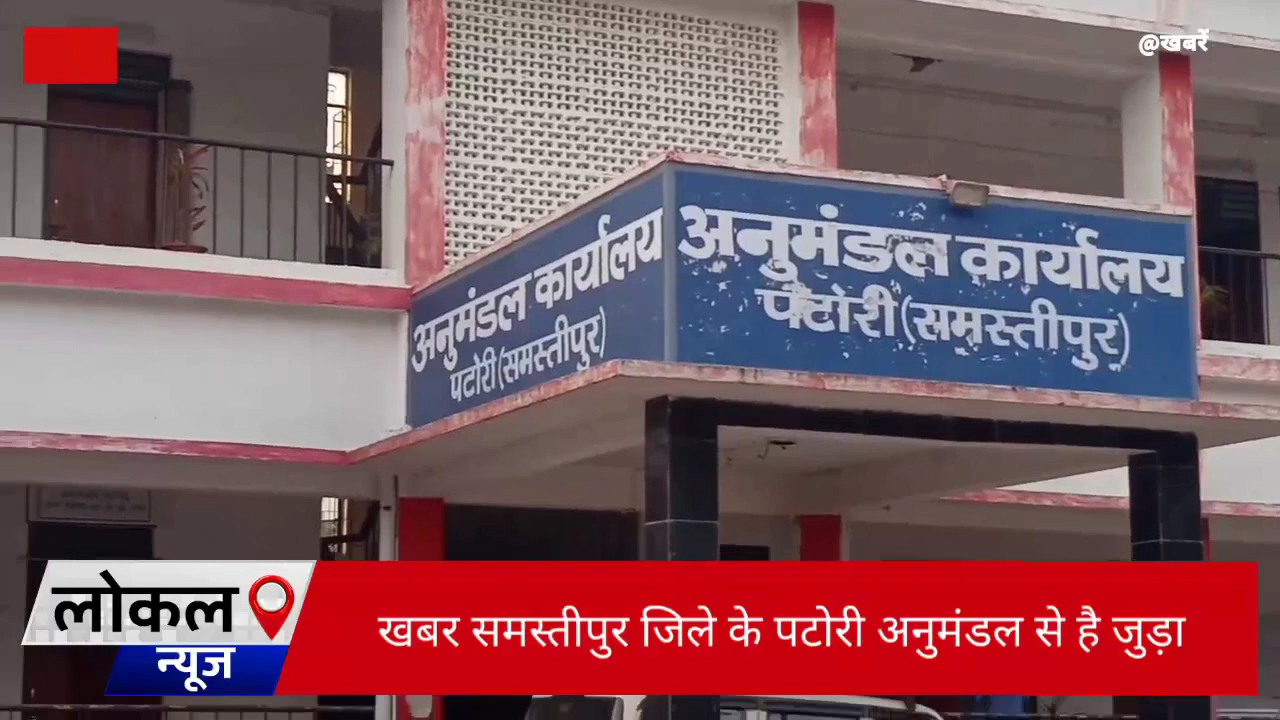 @खबरें
अनुमंडल कार्यालय
पटोरी (समस्तीपुर)
अनुमंडल कार्यालय
पटोरी (समस्तीपुर)
लोकल
न्यूज
खबर समस्तीपुर जिले के पटोरी अनुमंडल से है जुड़ा